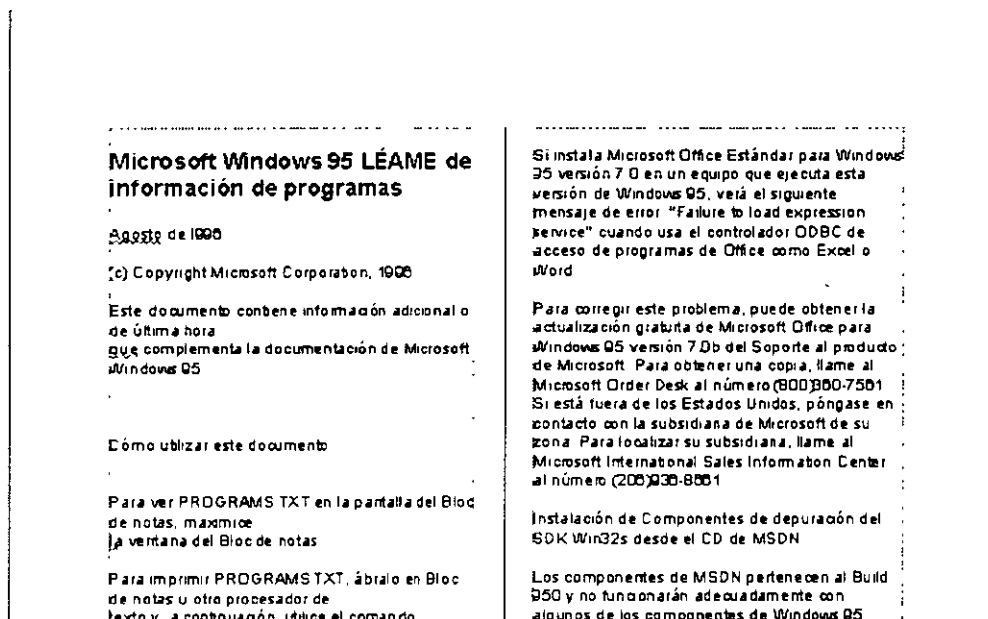 Microsoft Windows 95 LÉAME de
información de programas
Agosto de 1996
(c) Copyright Microsoft Corporation, 1996
Este documento contiene información adicional o
de última hora
que complementa la documentación de Microsoft
Windows 95
Cómo utilizar este documento
Para ver PROGRAMS TXT en la pantalla del Bloc
de notas, maximice
la ventana del Bloc de notas
Para imprimir PROGRAMS TXT, ábralo en Bloc
de notas u otro procesador de
texto y, a continuación, utilice el comando
Si instala Microsoft Office Estándar para Windows
95 versión 7 0 en un equipo que ejecuta esta
versión de Windows 95, verá el siguiente
mensaje de error "Failure to load expression
service" cuando usa el controlador ODBC de
acceso de programas de Office como Excel o
Word
Para corregir este problema, puede obtener la
actualización gratuita de Microsoft Office para
Windows 95 versión 7.0b del Soporte al producto
de Microsoft Para obtener una copia, llame al
Microsoft Order Desk al número
Si está fuera de los Estados Unidos, póngase en
contacto con la subsidiaria de Microsoft de su
zona Para localizar su subsidiaria, llame al
Microsoft International Sales Information Center
al número
Instalación de Componentes de depuración del
SDK Win32s desde el CD de MSDN
Los componentes de MSDN pertenecen al Build
950 y no funcionarán adecuadamente con
algunos de los componentes de Windows 95